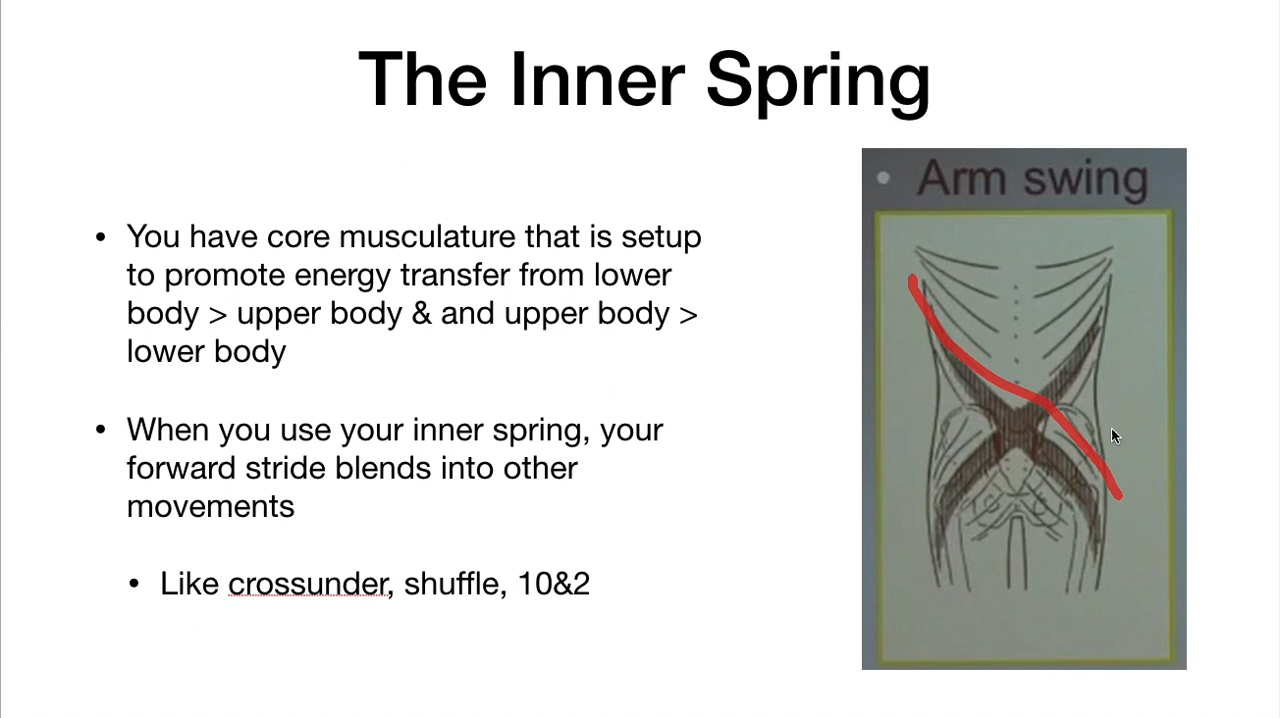 The Inner Spring
• Arm swing
• You have core musculature that is setup
to promote energy transfer from lower
body > upper body & and upper body >
lower body
• When you use your inner spring, your
forward stride blends into other
movements
• Like crossunder, shuffle, 10&2